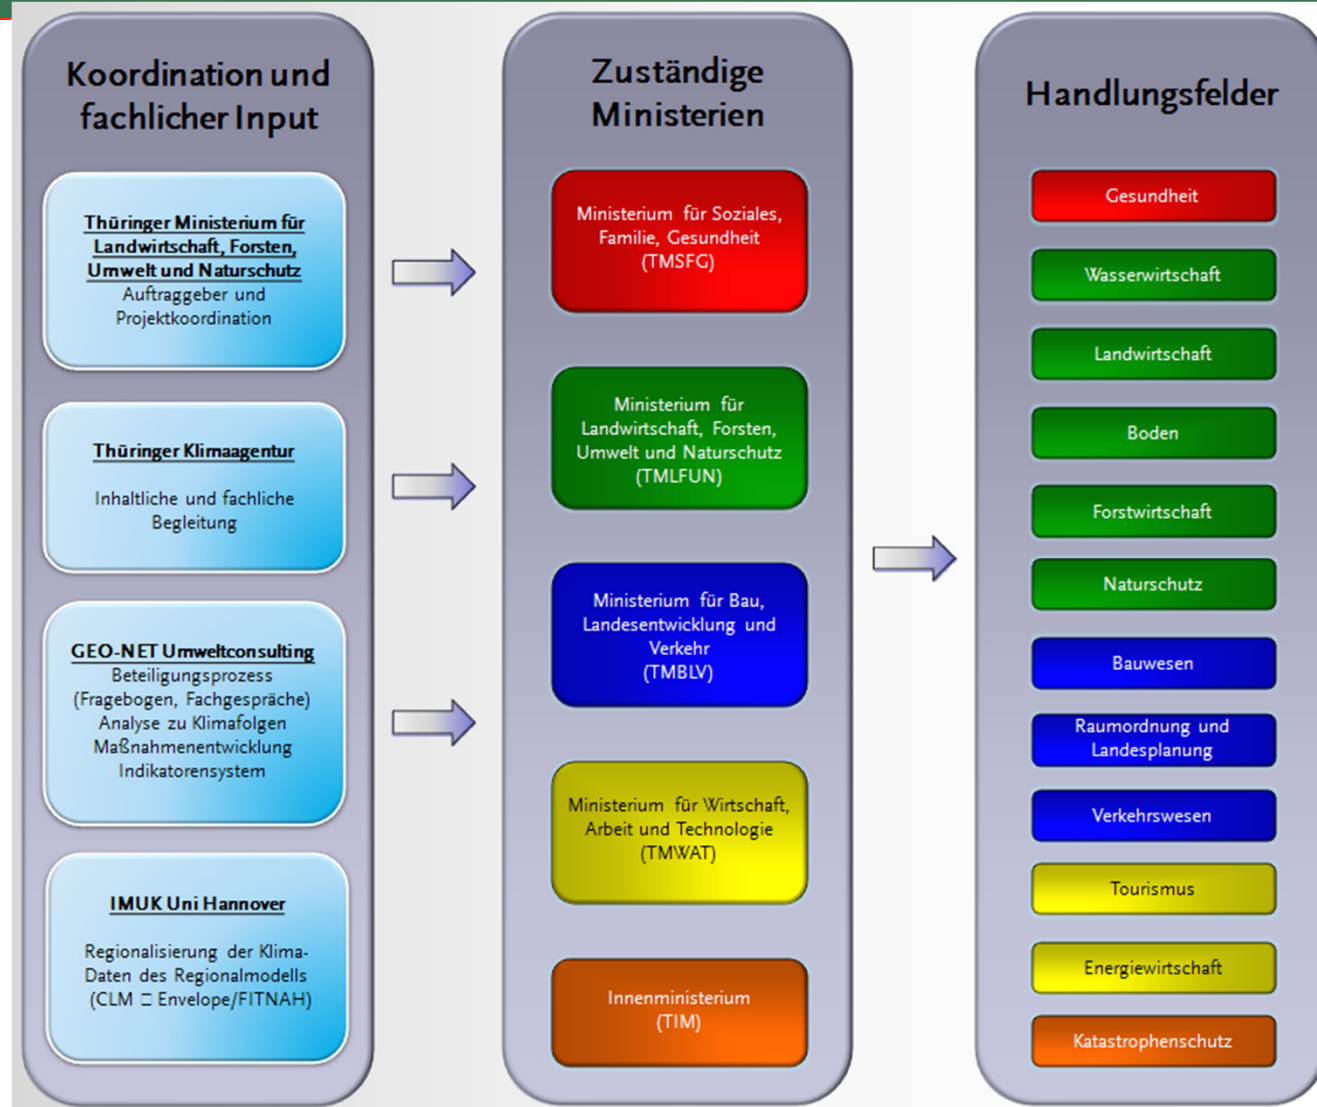 Koordination und
fachlicher Input
Thüringer Ministerium für
Landwirtschaft, Forsten,
Umwelt und Naturschutz
Auftraggeber und
Projektkoordination
Thüringer Klimaagentur
Inhaltliche und fachliche
Begleitung
GEO-NET Umweltconsulting
Beteiligungsprozess
(Fragebogen, Fachgespräche)
Analyse zu Klimafolgen
Maßnahmenentwicklung
Indikatorensystem
IMUK Uni Hannover
Regionalisierung der Klima-
Daten des Regionalmodells
(CLM □ Envelope/FITNAH)
Zuständige
Ministerien
Ministerium für Soziales,
Familie, Gesundheit
(TMSFG)
Ministerium für
Landwirtschaft, Forsten,
Umwelt und Naturschutz
(TMLFUN)
Ministerium für Bau,
Landesentwicklung und
Verkehr
(TMBLV)
Ministerium für Wirtschaft,
Arbeit und Technologie
(TMWAT)
Innenministerium
(TIM)
Handlungsfelder
Gesundheit
Wasserwirtschaft
Landwirtschaft
Boden
Forstwirtschaft
Naturschutz
Bauwesen
Raumordnung und
Landesplanung
Verkehrswesen
Tourismus
Energiewirtschaft
Katastrophenschutz